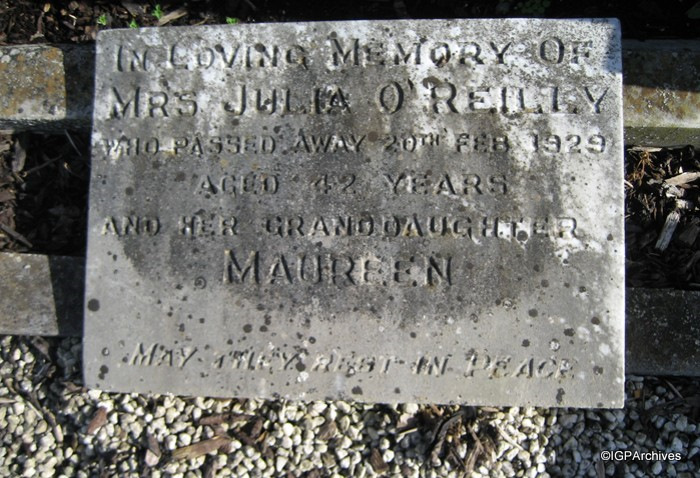 ©IGPArchives
In Loving Memory Of
Mrs Julia O'Reilly
who passed away 20th Feb 1929
aged 42 years
and her granddaughter
Maureen
May they rest in Peace